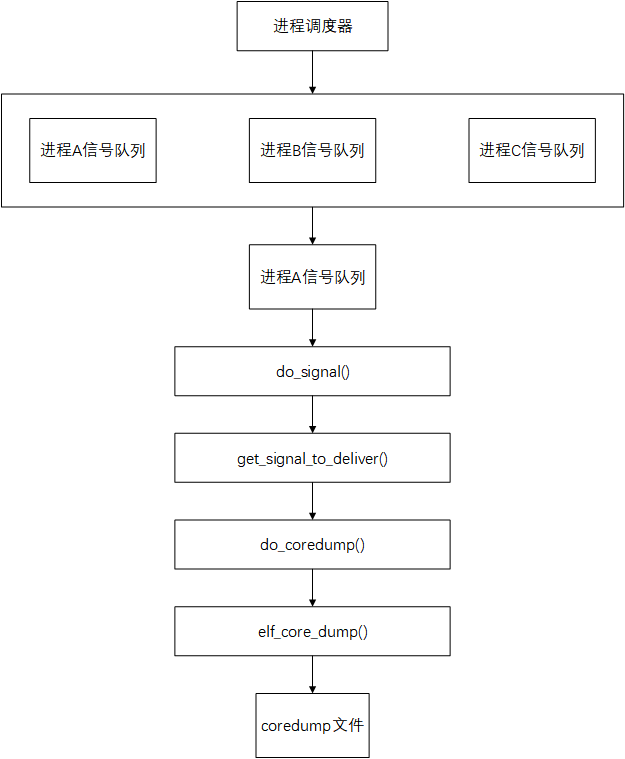 进程调度器
进程A信号队列
进程B信号队列
进程C信号队列
进程A信号队列
do_signal()
get_signal_to_deliver()
do_coredump()
elf_core_dump()
coredump文件